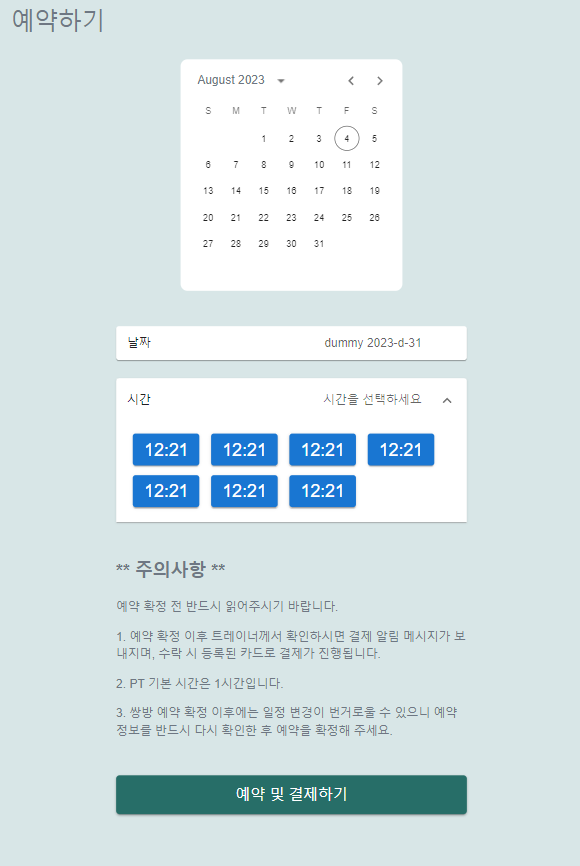 예약하기
August 2023
S M T W T F S
1 2 3 4 5
6 7 8 9 10 11 12
13 14 15 16 17 18 19
20 21 22 23 24 25 26
27 28 29 30 31
날짜 dummy 2023-d-31
시간 시간을 선택하세요
12:21 12:21 12:21 12:21
12:21 12:21 12:21
** 주의사항 **
예약 확정 전 반드시 읽어주시기 바랍니다.
1. 예약 확정 이후 트레이너께서 확인하시면 결제 알림 메시지가 보
내지며, 수락 시 등록된 카드로 결제가 진행됩니다.
2. PT 기본 시간은 1시간입니다.
3. 쌍방 예약 확정 이후에는 일정 변경이 번거로울 수 있으니 예약
정보를 반드시 다시 확인한 후 예약을 확정해 주세요.
예약 및 결제하기